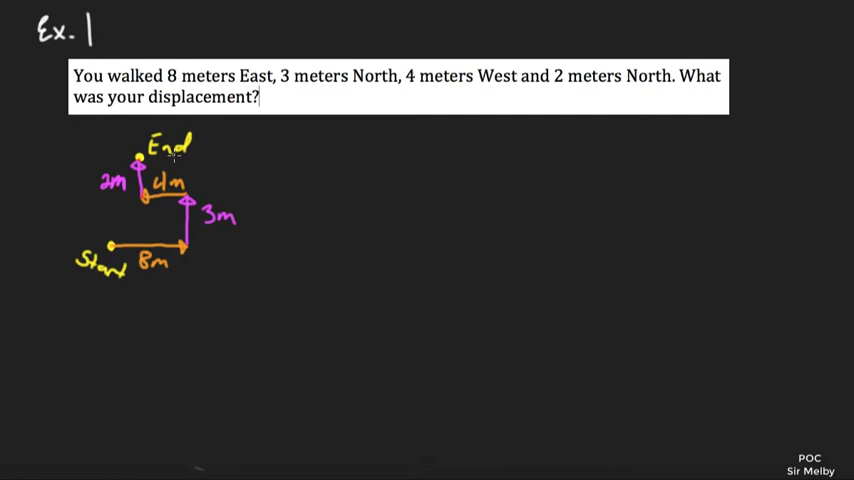 Ex. 1
You walked 8 meters East, 3 meters North, 4 meters West and 2 meters North. What
was your displacement?
End
2m
4m
3m
Start
8m
POC
Sir Melby